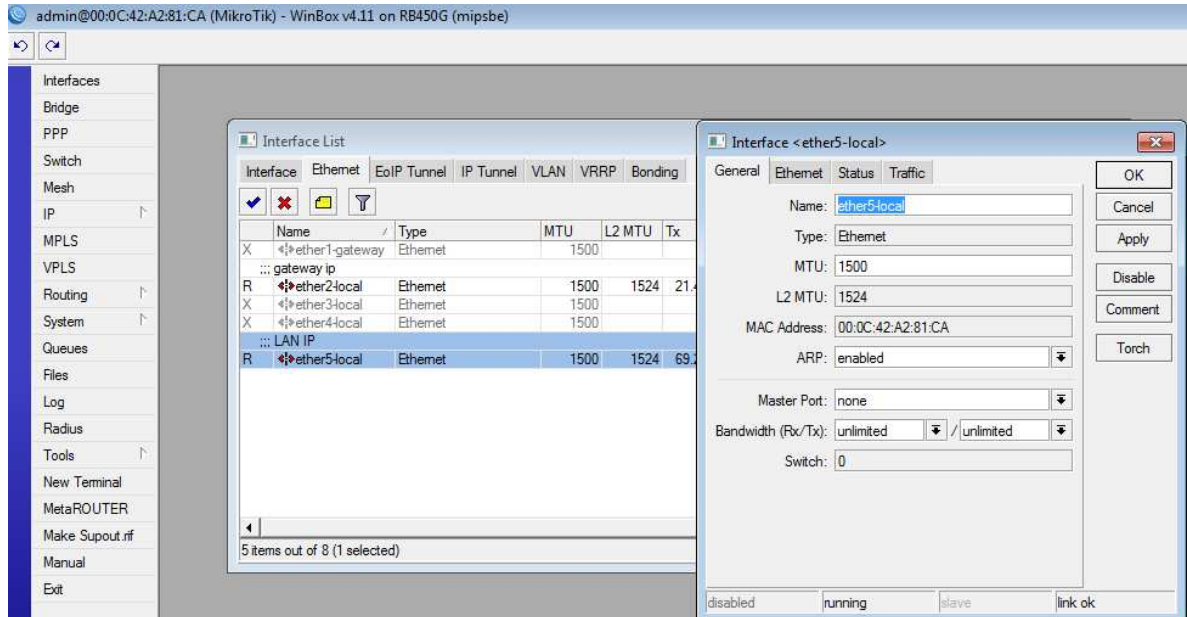 admin@00:0C:42:A2:81:CA (MikroTik) - WinBox v4.11 on RB450G (mipsbe)
Interfaces
Bridge
PPP
Switch
Mesh
IP
MPLS
VPLS
Routing
System
Queues
Files
Log
Radius
Tools
New Terminal
MetaROUTER
Make Supout.rif
Manual
Exit
Interface List
Interface Ethernet EoIP Tunnel IP Tunnel VLAN VRRP Bonding
Name / Type MTU L2 MTU Tx
X ether1-gateway Ethernet 1500
;;; gateway ip
R ether2-local Ethernet 1500 1524 21.4
X ether3-local Ethernet 1500
X ether4-local Ethernet 1500
;;; LAN IP
R ether5-local Ethernet 1500 1524 69.2
5 items out of 8 (1 selected)
Interface <ether5-local>
General Ethernet Status Traffic
Name: ether5-local
Type: Ethernet
MTU: 1500
L2 MTU: 1524
MAC Address: 00:0C:42:A2:81:CA
ARP: enabled
Master Port: none
Bandwidth (Rx/Tx): unlimited / unlimited
Switch: 0
OK
Cancel
Apply
Disable
Comment
Torch
disabled running slave link ok